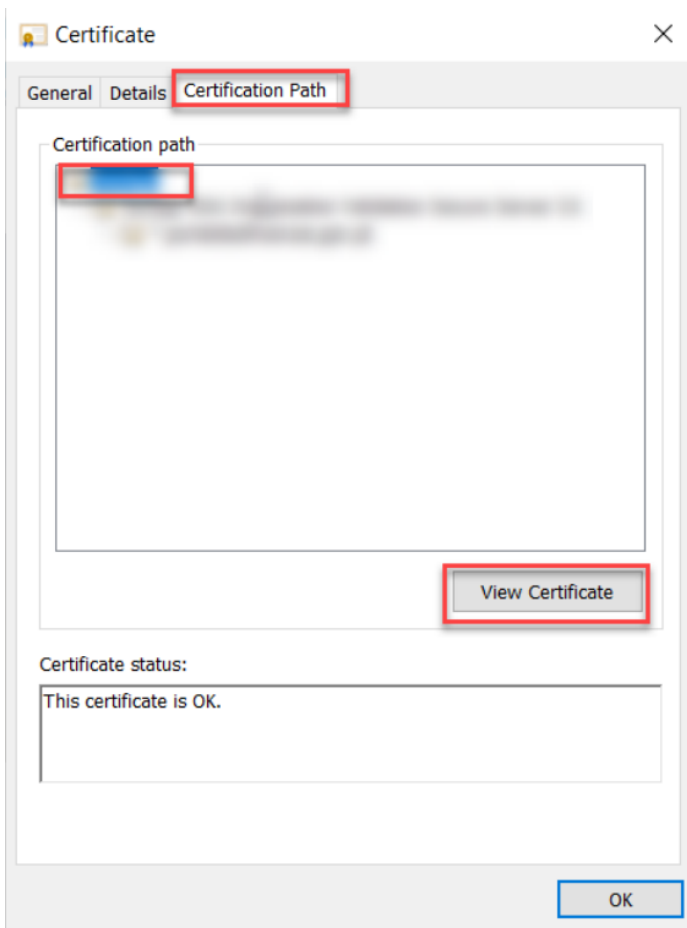 Certificate
General Details Certification Path
Certification path
View Certificate
Certificate status:
This certificate is OK.
OK